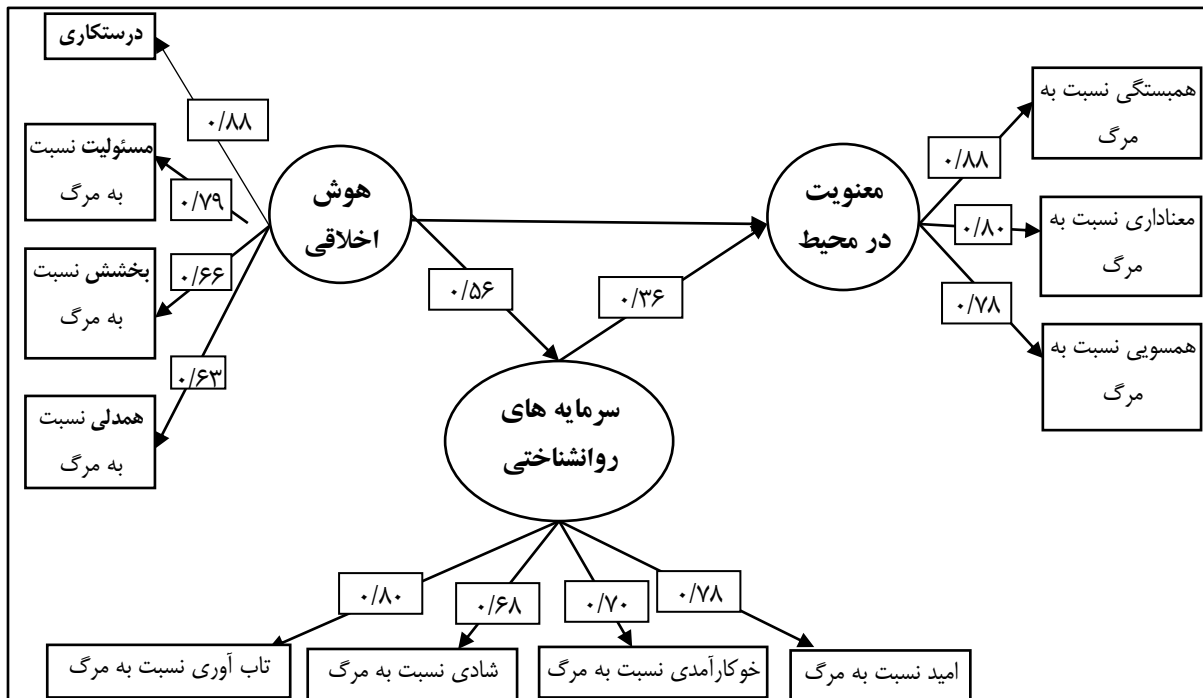 درستکاری
۰/۸۸
مسئولیت نسبت
به مرگ
۰/۷۹
بخشش نسبت
به مرگ
۰/۶۶
همدلی نسبت
به مرگ
۰/۶۳
هوش
اخلاقی
۰/۵۶
۰/۳۶
معنویت
در محیط
همبستگی نسبت به
مرگ
۰/۸۸
معناداری نسبت به
مرگ
۰/۸۰
همسویی نسبت به
مرگ
۰/۷۸
سرمایه های
روانشناختی
۰/۷۸
۰/۷۰
۰/۶۸
۰/۸۰
امید نسبت به مرگ
خوکارآمدی نسبت به مرگ
شادی نسبت به مرگ
تاب آوری نسبت به مرگ